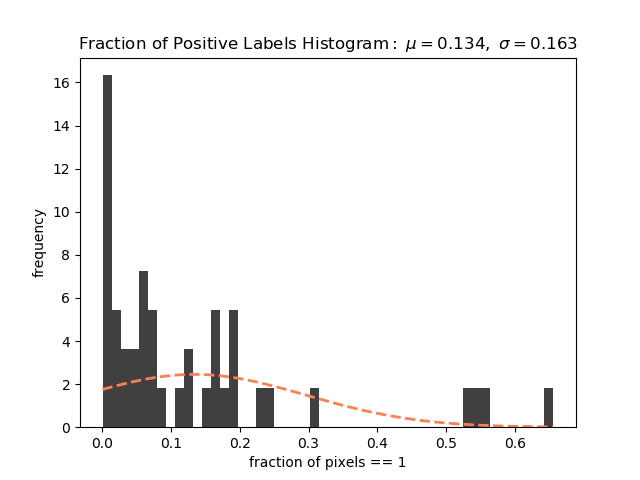 Fraction of Positive Labels Histogram : μ = 0.134, σ = 0.163
16
14
12
10
8
6
4
2
0
frequency
0.0 0.1 0.2 0.3 0.4 0.5 0.6
fraction of pixels == 1